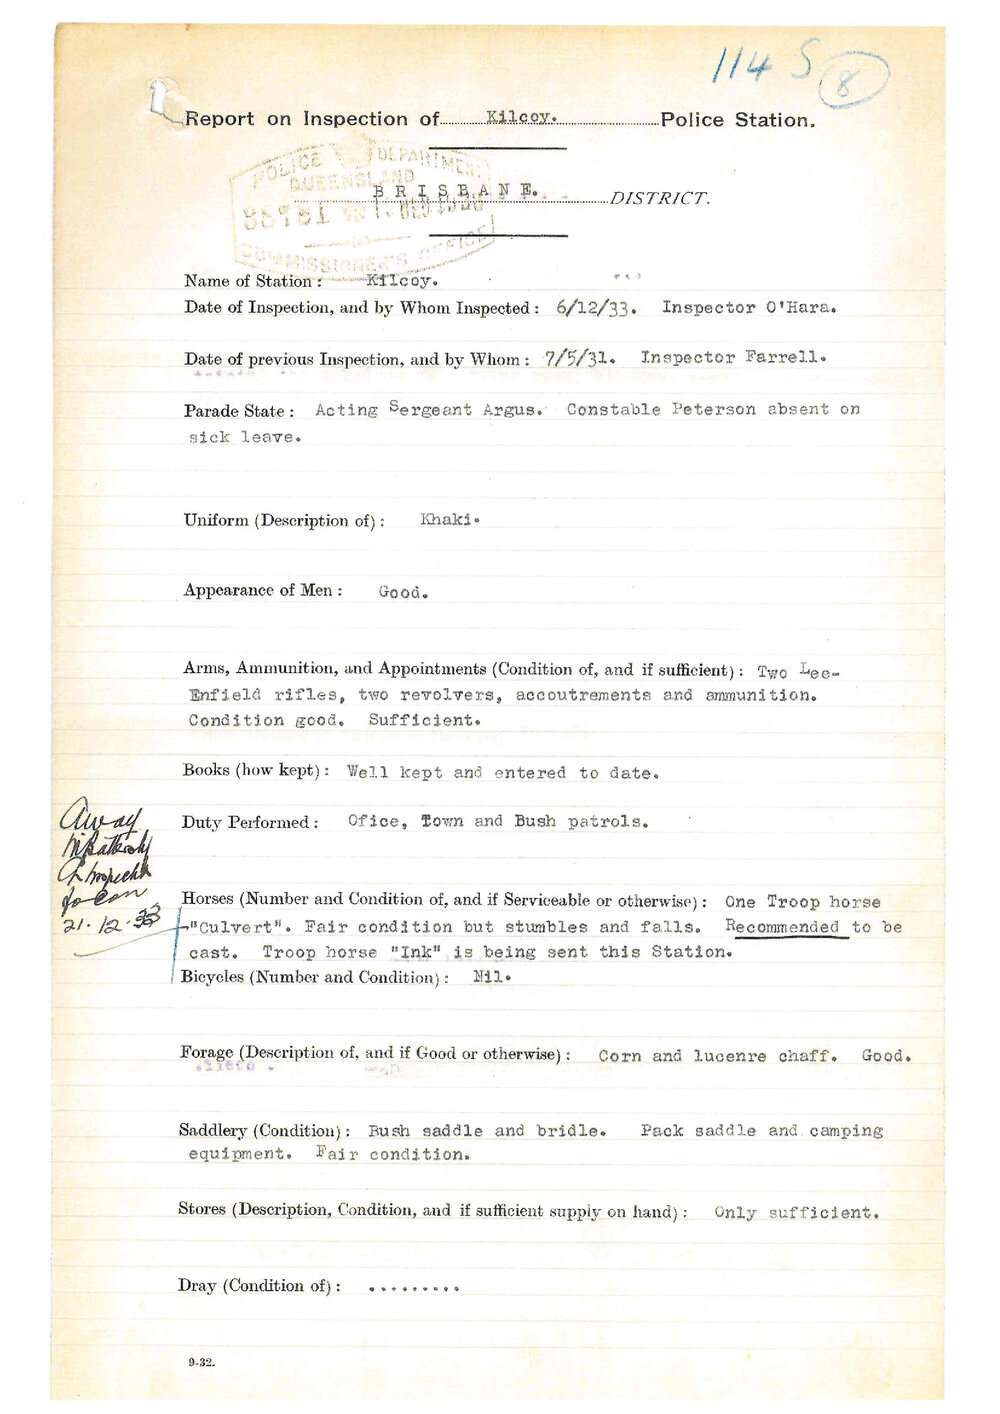 114 S 8
Report on Inspection of Kilcoy. Police Station.
POLICE DEPARTMENT
QUEENSLAND
BRISBANE. DISTRICT.
COMMISSIONER'S OFFICE
Name of Station : Kilcoy.
Date of Inspection, and by Whom Inspected : 6/12/33. Inspector O'Hara.
Date of previous Inspection, and by Whom : 7/5/31. Inspector Farrell.
Parade State : Acting Sergeant Argus. Constable Peterson absent on
sick leave.
Uniform (Description of) : Khaki.
Appearance of Men : Good.
Arms, Ammunition, and Appointments (Condition of, and if sufficient) : Two Lee-
Enfield rifles, two revolvers, accoutrements and ammunition.
Condition good. Sufficient.
Books (how kept) : Well kept and entered to date.
Duty Performed : Ofice, Town and Bush patrols.
Away
21.12.33
Horses (Number and Condition of, and if Serviceable or otherwise) : One Troop horse
"Culvert". Fair condition but stumbles and falls. Recommended to be
cast. Troop horse "Ink" is being sent this Station.
Bicycles (Number and Condition) : Nil.
Forage (Description of, and if Good or otherwise) : Corn and lucenre chaff. Good.
Saddlery (Condition) : Bush saddle and bridle. Pack saddle and camping
equipment. Fair condition.
Stores (Description, Condition, and if sufficient supply on hand) : Only sufficient.
Dray (Condition of) : .........
9-32.